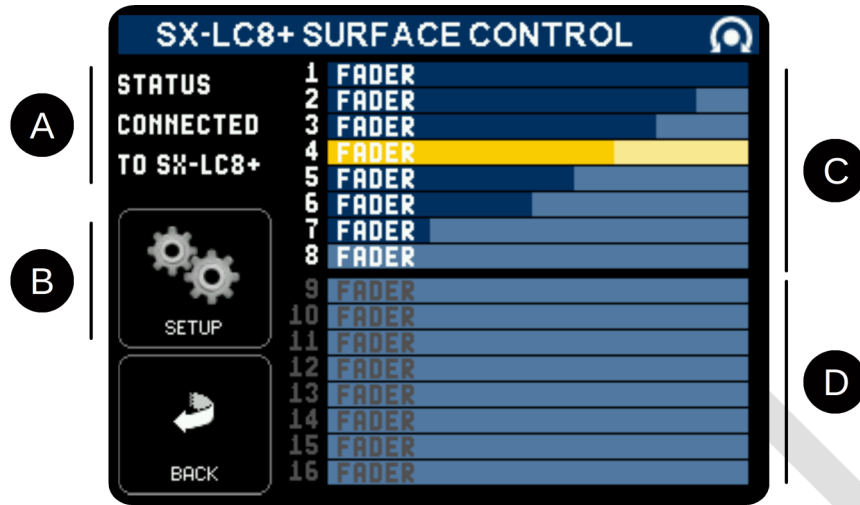 SX-LC8+ SURFACE CONTROL
A
STATUS
CONNECTED
TO SX-LC8+
B
SETUP
BACK
1 FADER
2 FADER
3 FADER
4 FADER
5 FADER
6 FADER
7 FADER
8 FADER
C
9 FADER
10 FADER
11 FADER
12 FADER
13 FADER
14 FADER
15 FADER
16 FADER
D